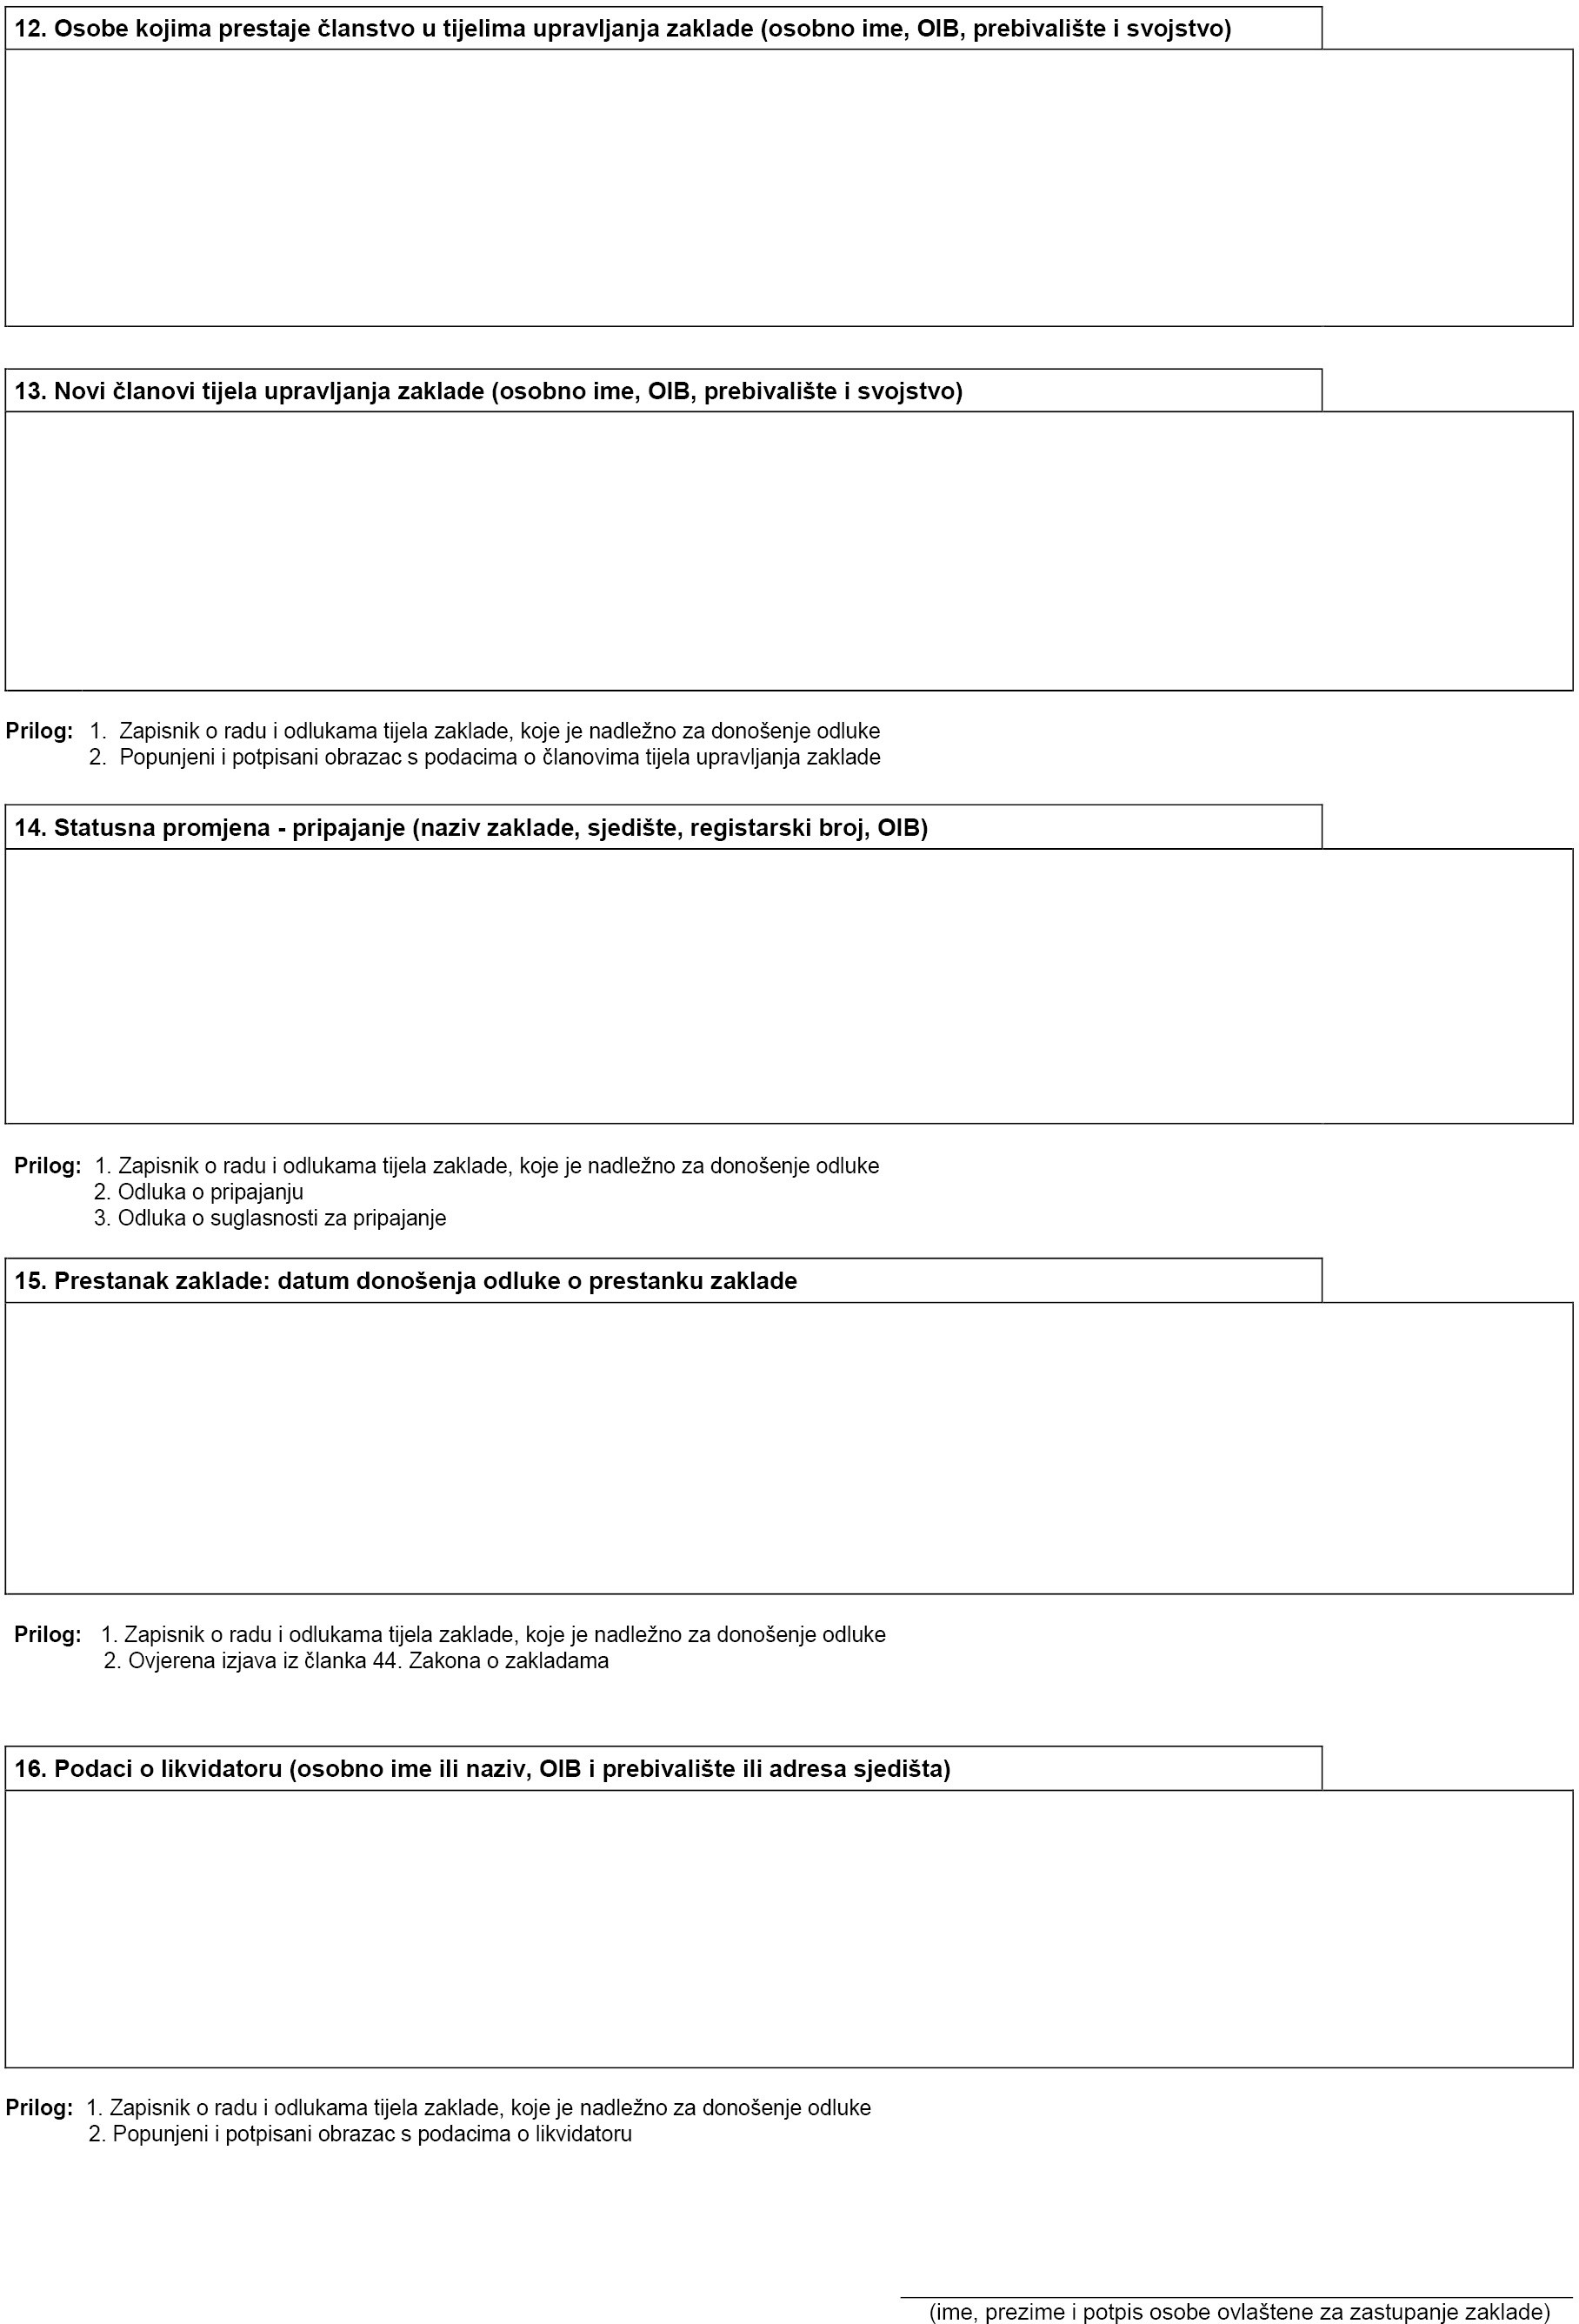 12. Osobe kojima prestaje članstvo u tijelima upravljanja zaklade (osobno ime, OIB, prebivalište i svojstvo)
13. Novi članovi tijela upravljanja zaklade (osobno ime, OIB, prebivalište i svojstvo)
Prilog: 1. Zapisnik o radu i odlukama tijela zaklade, koje je nadležno za donošenje odluke
2. Popunjeni i potpisani obrazac s podacima o članovima tijela upravljanja zaklade
14. Statusna promjena - pripajanje (naziv zaklade, sjedište, registarski broj, OIB)
Prilog: 1. Zapisnik o radu i odlukama tijela zaklade, koje je nadležno za donošenje odluke
2. Odluka o pripajanju
3. Odluka o suglasnosti za pripajanje
15. Prestanak zaklade: datum donošenja odluke o prestanku zaklade
Prilog: 1. Zapisnik o radu i odlukama tijela zaklade, koje je nadležno za donošenje odluke
2. Ovjerena izjava iz članka 44. Zakona o zakladama
16. Podaci o likvidatoru (osobno ime ili naziv, OIB i prebivalište ili adresa sjedišta)
Prilog: 1. Zapisnik o radu i odlukama tijela zaklade, koje je nadležno za donošenje odluke
2. Popunjeni i potpisani obrazac s podacima o likvidatoru
(ime, prezime i potpis osobe ovlaštene za zastupanje zaklade)